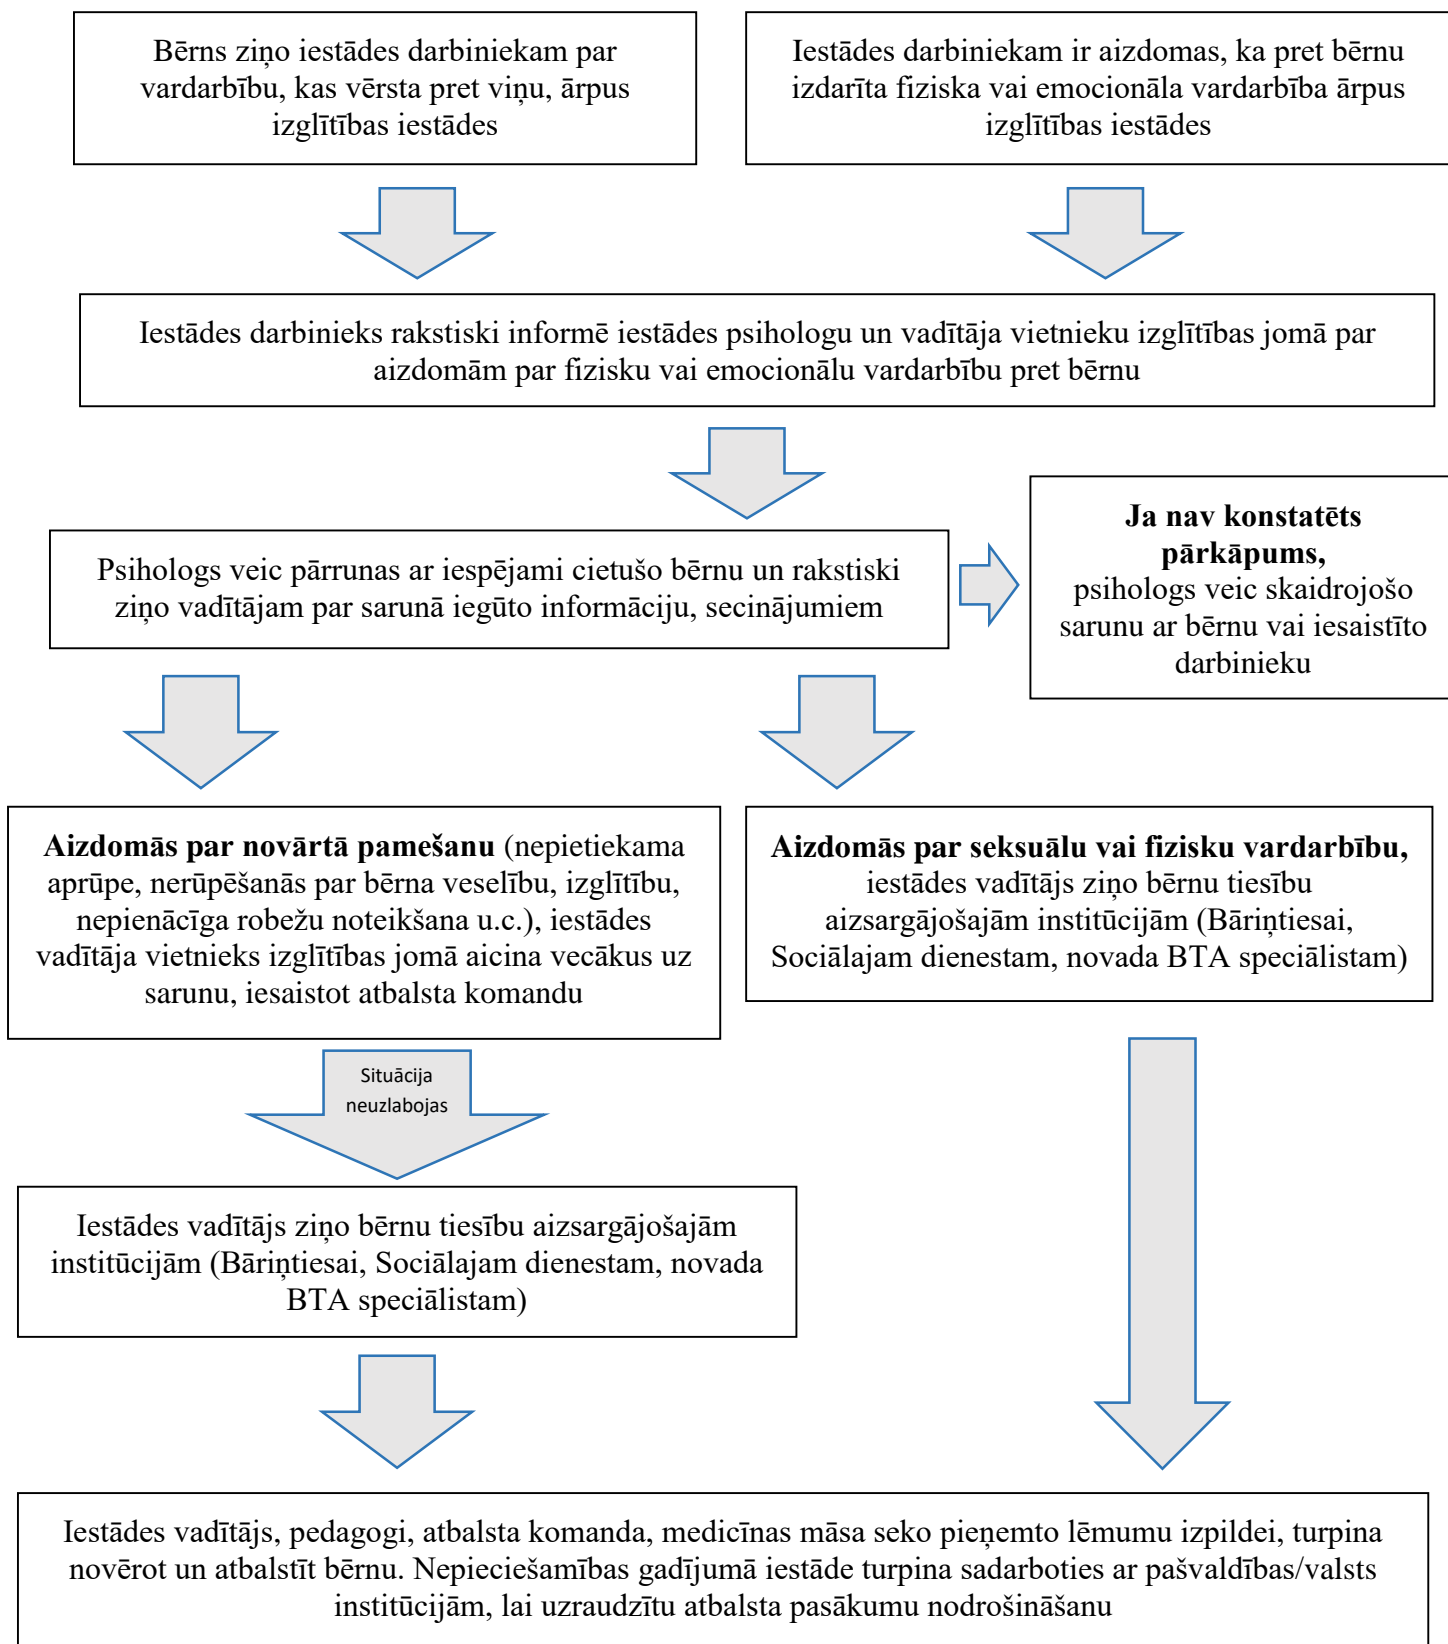 Bērns ziņo iestādes darbiniekam par
vardarbību, kas vērsta pret viņu, ārpus
izglītības iestādes
Iestādes darbiniekam ir aizdomas, ka pret bērnu
izdarīta fiziska vai emocionāla vardarbība ārpus
izglītības iestādes
Iestādes darbinieks rakstiski informē iestādes psihologu un vadītāja vietnieku izglītības jomā par
aizdomām par fizisku vai emocionālu vardarbību pret bērnu
Psihologs veic pārrunas ar iespējami cietušo bērnu un rakstiski
ziņo vadītājam par sarunā iegūto informāciju, secinājumiem
Ja nav konstatēts
pārkāpums,
psihologs veic skaidrojošo
sarunu ar bērnu vai iesaistīto
darbinieku
Aizdomās par novārtā pamešanu (nepietiekama
aprūpe, nerūpēšanās par bērna veselību, izglītību,
nepienācīga robežu noteikšana u.c.), iestādes
vadītāja vietnieks izglītības jomā aicina vecākus uz
sarunu, iesaistot atbalsta komandu
Aizdomās par seksuālu vai fizisku vardarbību,
iestādes vadītājs ziņo bērnu tiesību
aizsargājošajām institūcijām (Bāriņtiesai,
Sociālajam dienestam, novada BTA speciālistam)
Situācija
neuzlabojas
Iestādes vadītājs ziņo bērnu tiesību aizsargājošajām
institūcijām (Bāriņtiesai, Sociālajam dienestam, novada
BTA speciālistam)
Iestādes vadītājs, pedagogi, atbalsta komanda, medicīnas māsa seko pieņemto lēmumu izpildei, turpina
novērot un atbalstīt bērnu. Nepieciešamības gadījumā iestāde turpina sadarboties ar pašvaldības/valsts
institūcijām, lai uzraudzītu atbalsta pasākumu nodrošināšanu